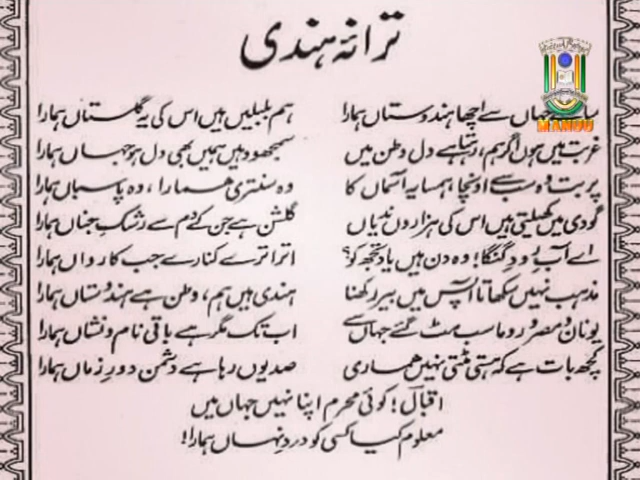 ترانۂ ہندی
سارے جہاں سے اچھا ہندوستاں ہمارا ہم بلبلیں ہیں اس کی یہ گلستاں ہمارا
غربت میں ہوں اگر ہم، رہتا ہے دل وطن میں سمجھو وہیں ہمیں بھی دل ہو جہاں ہمارا
پربت وہ سب سے اونچا، ہمسایہ آسماں کا وہ سنتری ہمارا، وہ پاسباں ہمارا
گودی میں کھیلتی ہیں اس کی ہزاروں ندیاں گلشن ہے جن کے دم سے رشکِ جناں ہمارا
اے آبِ رودِ گنگا! وہ دن ہیں یاد تجھ کو؟ اترا ترے کنارے جب کارواں ہمارا
مذہب نہیں سکھاتا آپس میں بیر رکھنا ہندی ہیں ہم، وطن ہے ہندوستاں ہمارا
یونان و مصر و روما سب مٹ گئے جہاں سے اب تک مگر ہے باقی نام و نشاں ہمارا
کچھ بات ہے کہ ہستی مٹتی نہیں ہماری صدیوں رہا ہے دشمن دورِ زماں ہمارا
اقبالؔ! کوئی محرم اپنا نہیں جہاں میں
معلوم کیا کسی کو دردِ نہاں ہمارا!
MANUU